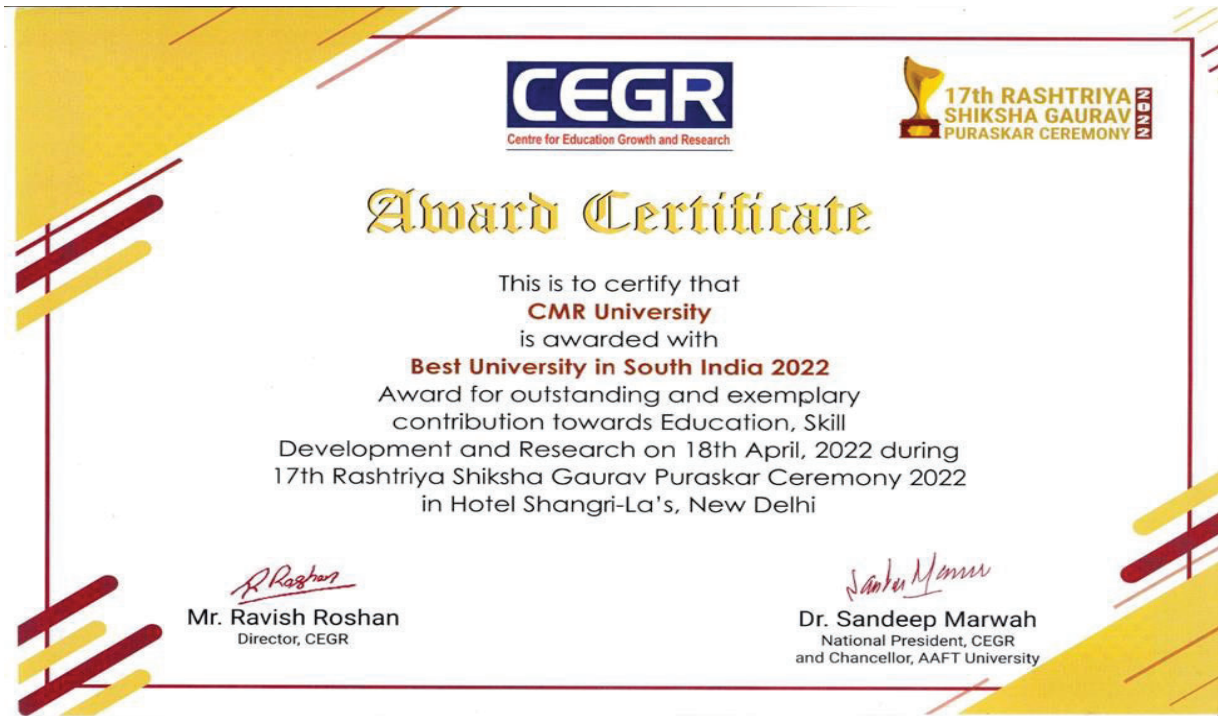 CEGR
Centre for Education Growth and Research
17th RASHTRIYA
SHIKSHA GAURAV
PURASKAR CEREMONY
2022
Award Certificate
This is to certify that
CMR University
is awarded with
Best University in South India 2022
Award for outstanding and exemplary
contribution towards Education, Skill
Development and Research on 18th April, 2022 during
17th Rashtriya Shiksha Gaurav Puraskar Ceremony 2022
in Hotel Shangri-La's, New Delhi
Mr. Ravish Roshan
Director, CEGR
Dr. Sandeep Marwah
National President, CEGR
and Chancellor, AAFT University